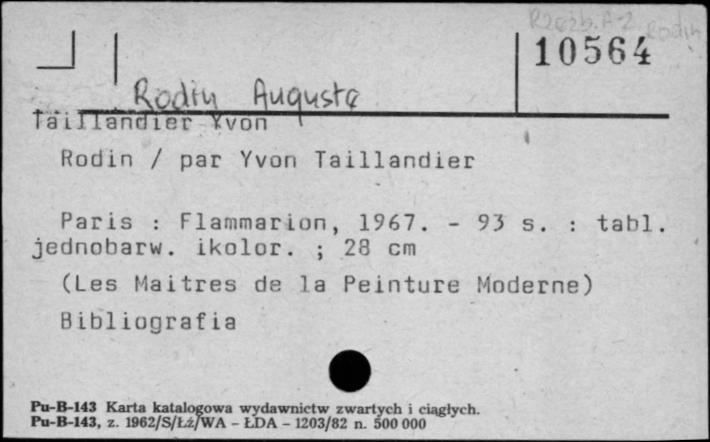 Rzeźb. A-Z Rodin
10564
Rodin Auguste
Taillandier Yvon
Rodin / par Yvon Taillandier
Paris : Flammarion, 1967. - 93 s. : tabl.
jednobarw. ikolor. ; 28 cm
(Les Maitres de la Peinture Moderne)
Bibliografia
Pu-B-143 Karta katalogowa wydawnictw zwartych i ciągłych.
Pu-B-143, z. 1962/S/Łż/WA - ŁDA - 1203/82 n. 500 000